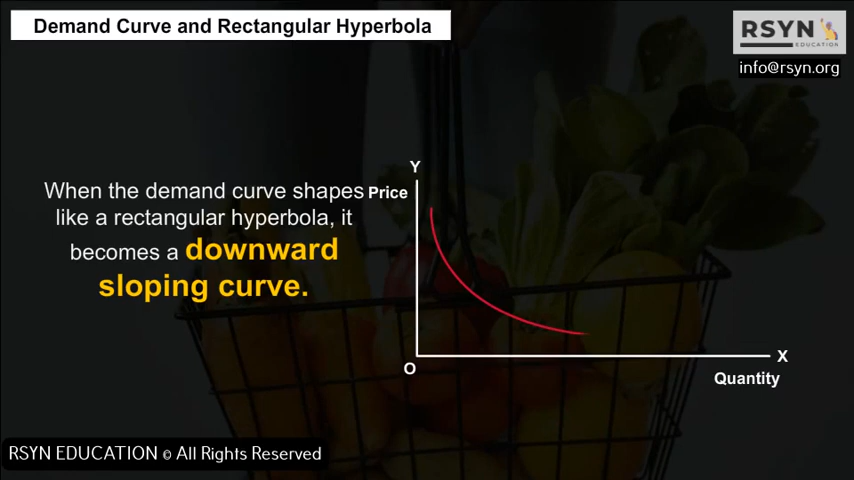 Demand Curve and Rectangular Hyperbola
RSYN
EDUCATION
info@rsyn.org
When the demand curve shapes
like a rectangular hyperbola, it
becomes a downward
sloping curve.
Y
Price
O
X
Quantity
RSYN EDUCATION © All Rights Reserved